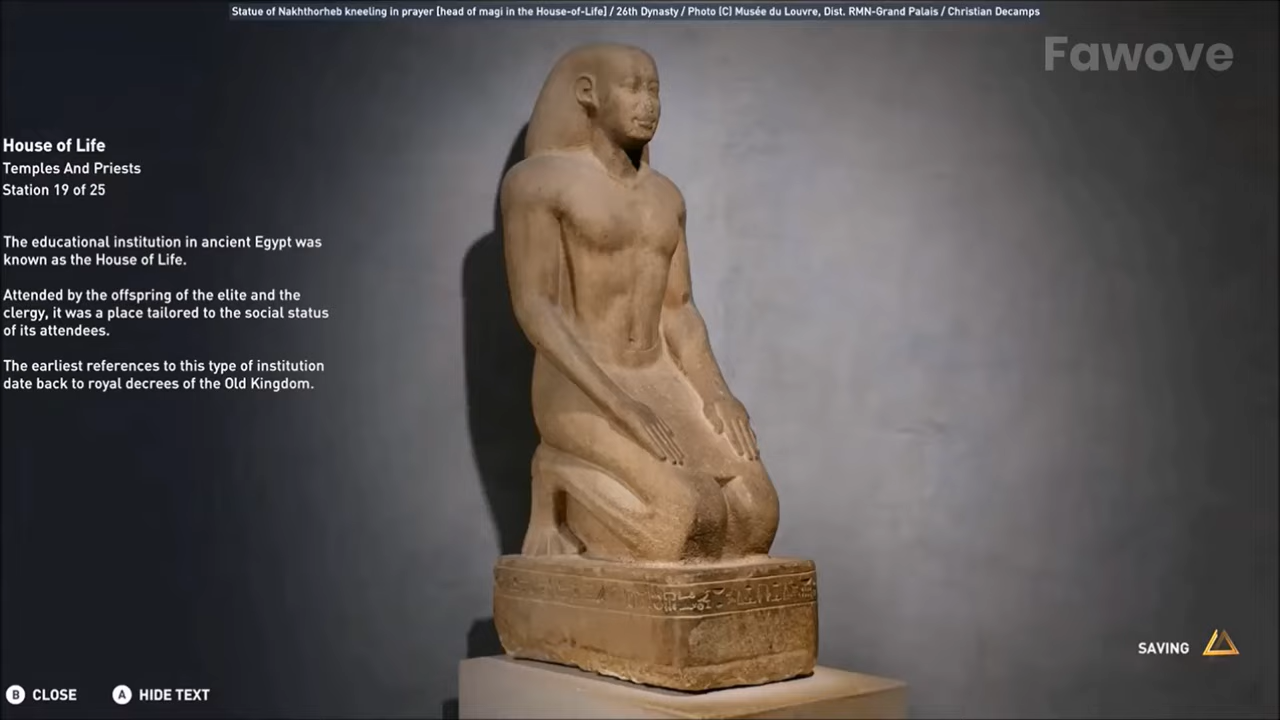 Statue of Nakhthorheb kneeling in prayer [head of magi in the House-of-Life] / 26th Dynasty / Photo (C) Musée du Louvre, Dist. RMN-Grand Palais / Christian Decamps
Fawove
House of Life
Temples And Priests
Station 19 of 25
The educational institution in ancient Egypt was
known as the House of Life.
Attended by the offspring of the elite and the
clergy, it was a place tailored to the social status
of its attendees.
The earliest references to this type of institution
date back to royal decrees of the Old Kingdom.
SAVING
B CLOSE A HIDE TEXT